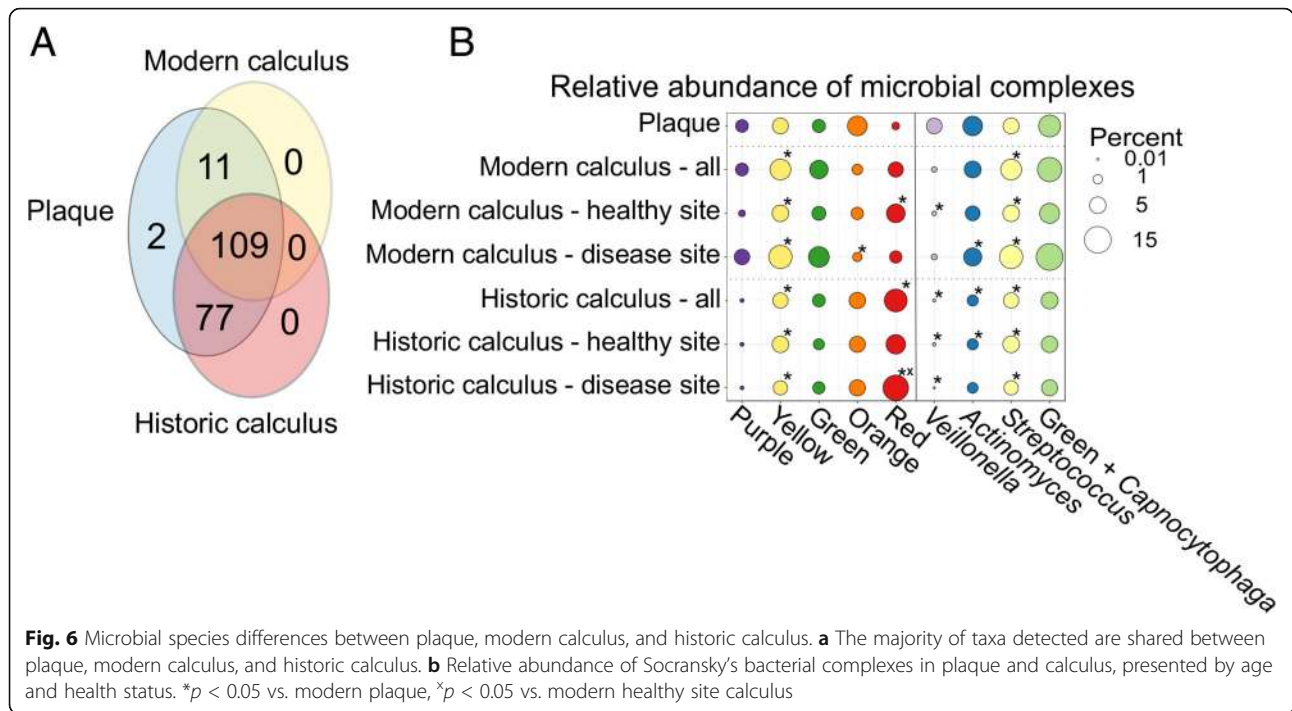 A
Modern calculus
11
0
Plaque
2
109
0
77
0
Historic calculus
B
Relative abundance of microbial complexes
Plaque
Modern calculus - all
*
*
Modern calculus - healthy site
*
*
*
*
Modern calculus - disease site
*
*
*
*
Historic calculus - all
*
*
*
*
*
Historic calculus - healthy site
*
*
*
*
Historic calculus - disease site
*
*x
*
*
Purple
Yellow
Green
Orange
Red
Veillonella
Actinomyces
Streptococcus
Green + Capnocytophaga
Percent
0.01
1
5
15
Fig. 6 Microbial species differences between plaque, modern calculus, and historic calculus. a The majority of taxa detected are shared between
plaque, modern calculus, and historic calculus. b Relative abundance of Socransky's bacterial complexes in plaque and calculus, presented by age
and health status. *p < 0.05 vs. modern plaque, ˣp < 0.05 vs. modern healthy site calculus